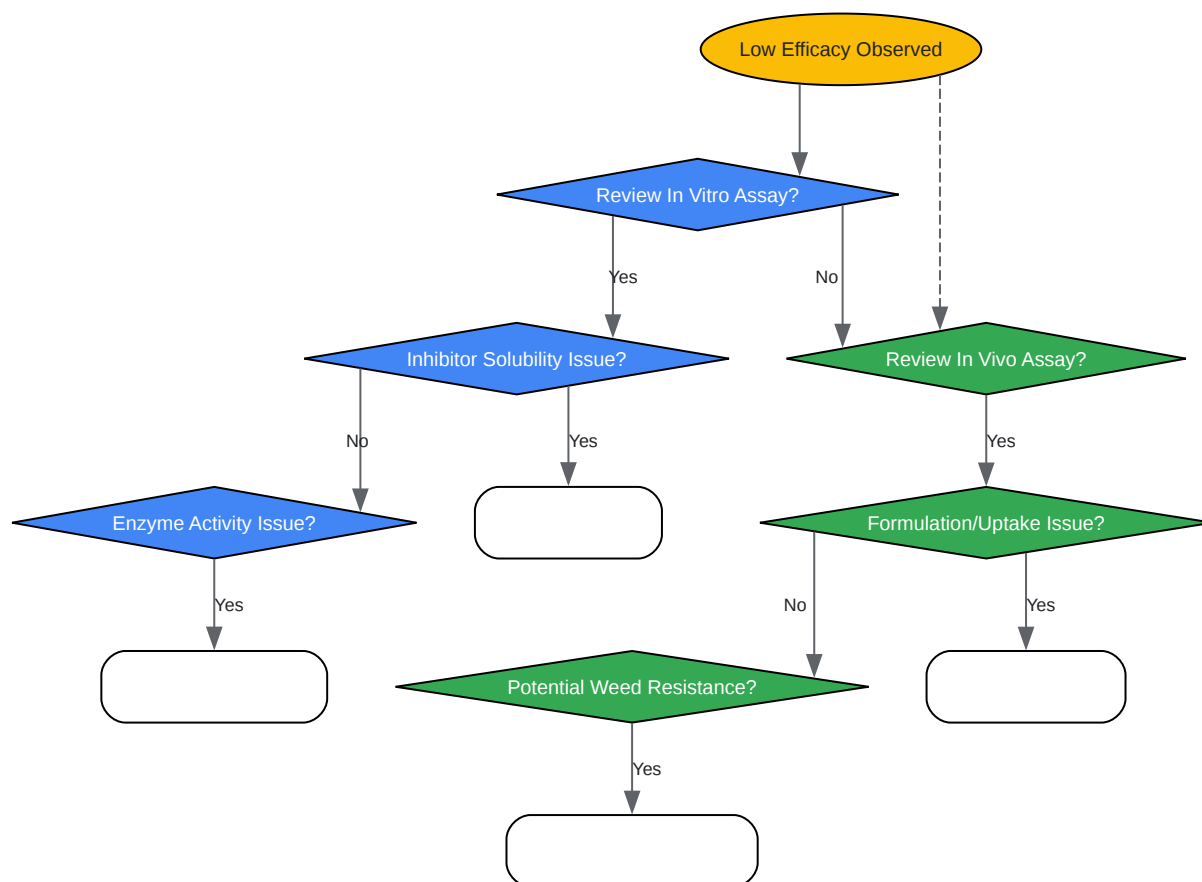 Low Efficacy Observed
Review In Vitro Assay?
Yes
No
Inhibitor Solubility Issue?
Review In Vivo Assay?
No
Yes
Yes
Enzyme Activity Issue?
Formulation/Uptake Issue?
Yes
No
Yes
Potential Weed Resistance?
Yes